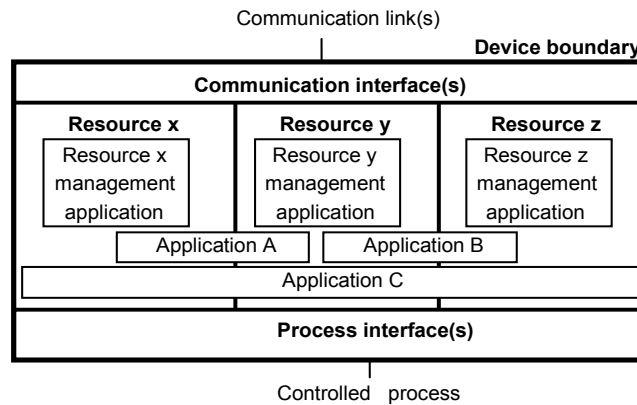 Communication link(s)
Device boundary
Communication interface(s)
Resource x
Resource y
Resource z
Resource x
management
application
Resource y
management
application
Resource z
management
application
Application A
Application B
Application C
Process interface(s)
Controlled process